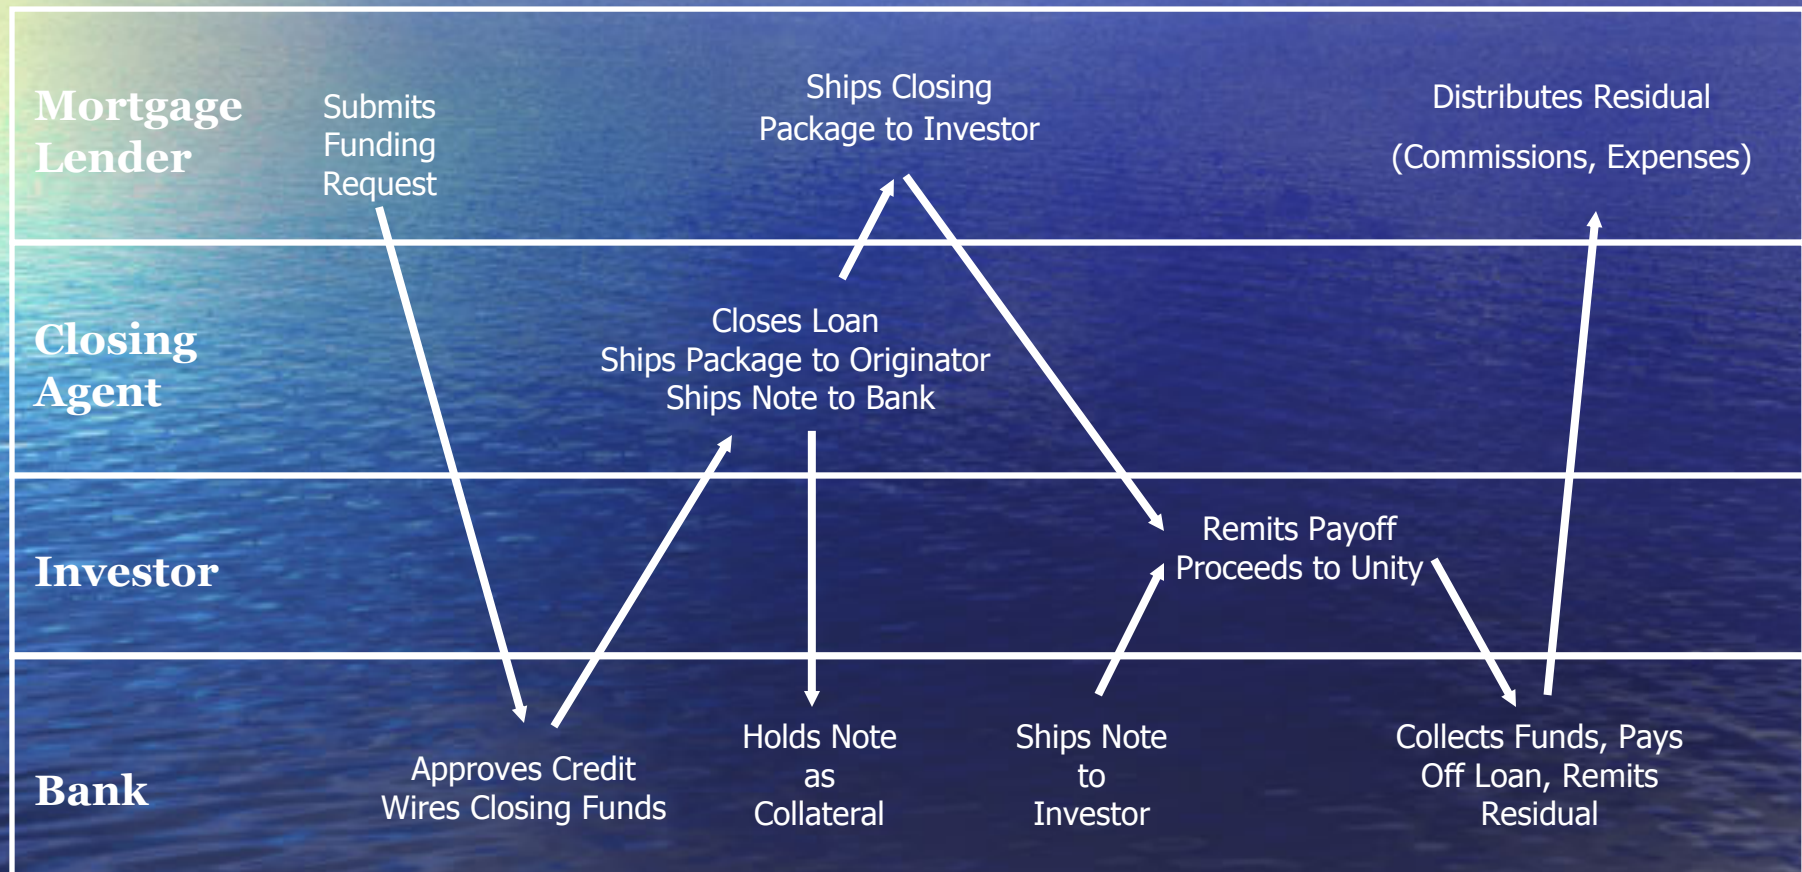 Mortgage
Lender
Submits
Funding
Request
Ships Closing
Package to Investor
Distributes Residual
(Commissions, Expenses)
Closing
Agent
Closes Loan
Ships Package to Originator
Ships Note to Bank
Investor
Remits Payoff
Proceeds to Unity
Bank
Approves Credit
Wires Closing Funds
Holds Note
as
Collateral
Ships Note
to
Investor
Collects Funds, Pays
Off Loan, Remits
Residual